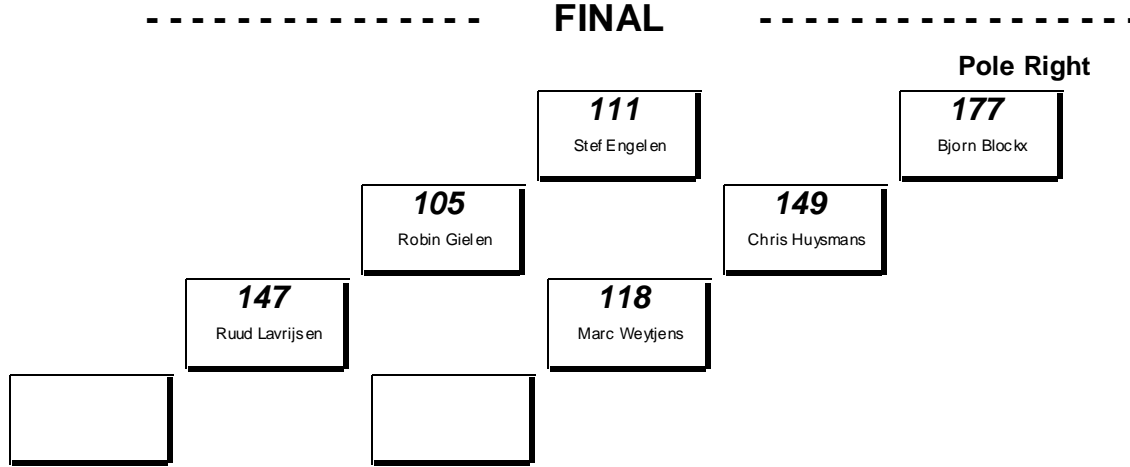 - - - - - - - - - - - - - - - - FINAL - - - - - - - - - - - - - - - - -
Pole Right
111 177
Stef Engelen Bjorn Blockx
105 149
Robin Gielen Chris Huysmans
147 118
Ruud Lavrijsen Marc Weytjens